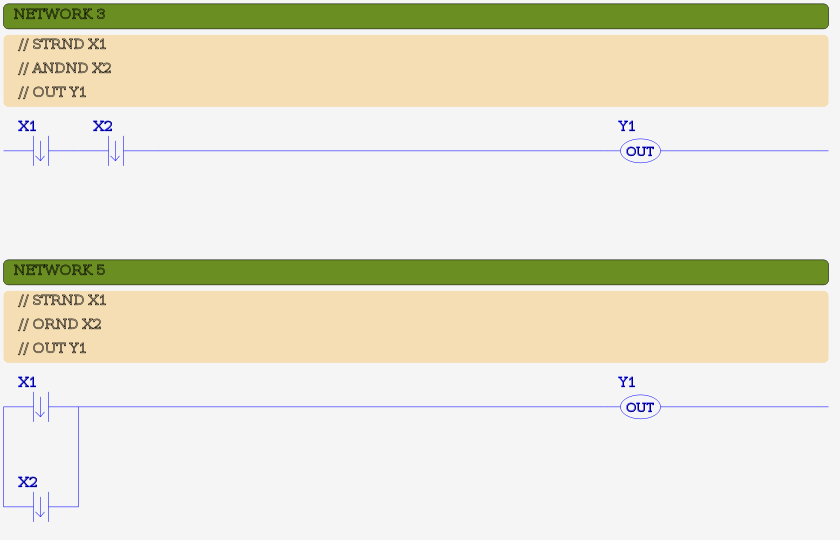 NETWORK 3
// STRND X1
// ANDND X2
// OUT Y1
X1 X2 Y1
OUT
NETWORK 5
// STRND X1
// ORND X2
// OUT Y1
X1 Y1
OUT
X2